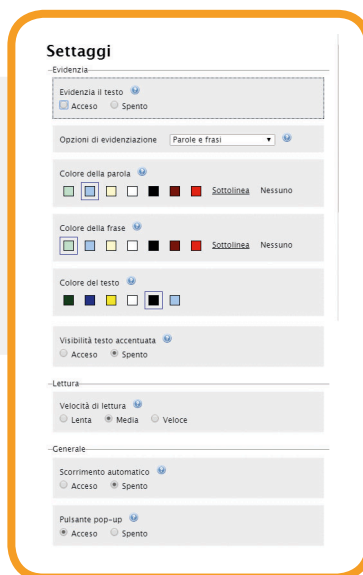 Settaggi
Evidenzia
Evidenzia il testo
Acceso Spento
Opzioni di evidenziazione Parole e frasi
Colore della parola
Sottolinea Nessuno
Colore della frase
Sottolinea Nessuno
Colore del testo
Visibilità testo accentuata
Acceso Spento
Lettura
Velocità di lettura
Lenta Media Veloce
Generale
Scorrimento automatico
Acceso Spento
Pulsante pop-up
Acceso Spento